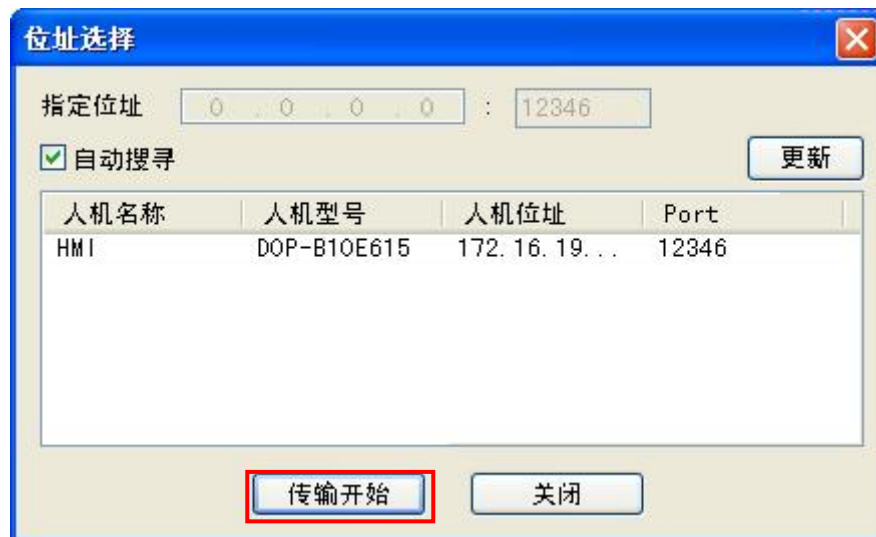 位址选择
指定位址 0 . 0 . 0 . 0 : 12346
自动搜寻
更新
人机名称 人机型号 人机位址 Port
HMI DOP-B10E615 172.16.19... 12346
传输开始 关闭